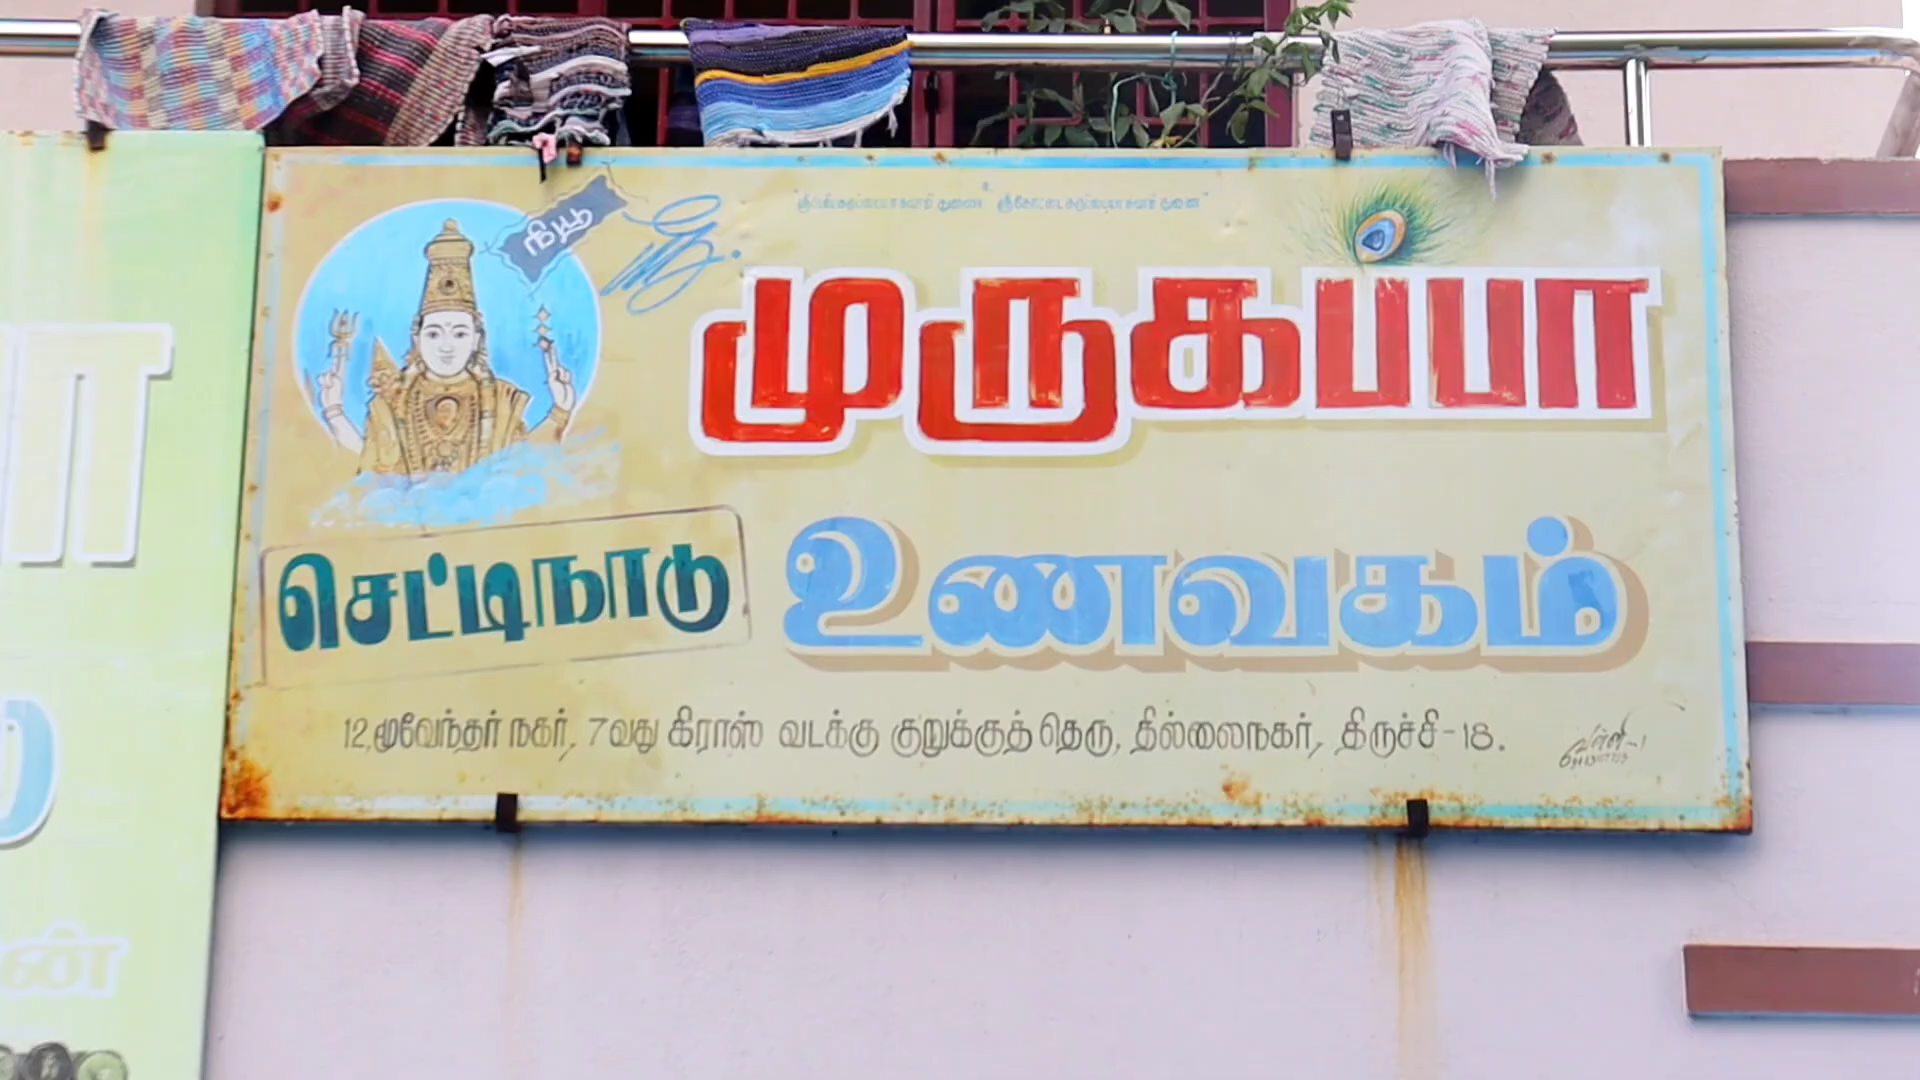 நியூ
முருகப்பா
செட்டிநாடு உணவகம்
12, மூவேந்தர் நகர், 7வது கிராஸ் வடக்கு குறுக்குத் தெரு, தில்லைநகர், திருச்சி-18.